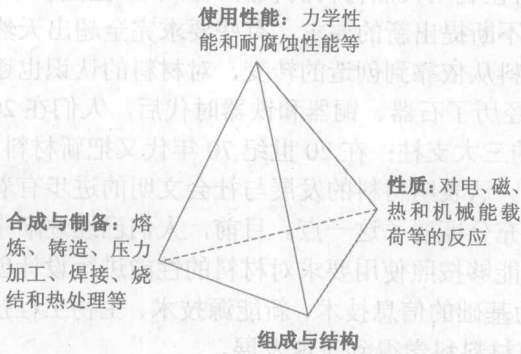 使用性能：力学性
能和耐腐蚀性能等
性质：对电、磁、
热和机械能载
荷等的反应
合成与制备：熔
炼、铸造、压力
加工、焊接、烧
结和热处理等
组成与结构